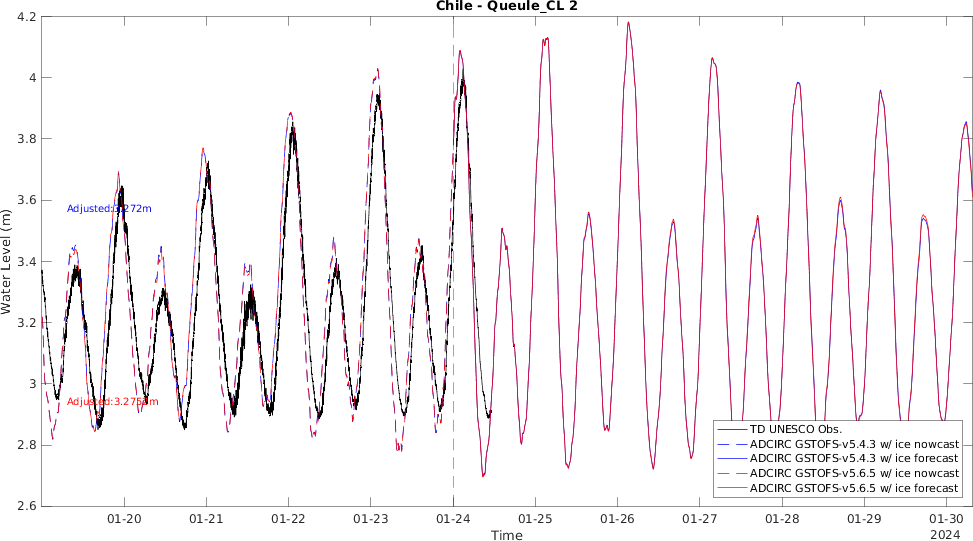 Chile - Queule_CL 2
4.2
4
3.8
3.6
3.4
3.2
3
2.8
2.6
Water Level (m)
Adjusted:3.272m
TD UNESCO Obs.
ADCIRC GSTOFS-v5.4.3 w/ ice nowcast
ADCIRC GSTOFS-v5.4.3 w/ ice forecast
ADCIRC GSTOFS-v5.6.5 w/ ice nowcast
ADCIRC GSTOFS-v5.6.5 w/ ice forecast
01-20
01-21
01-22
01-23
01-24
01-25
01-26
01-27
01-28
01-29
01-30
2024
Time